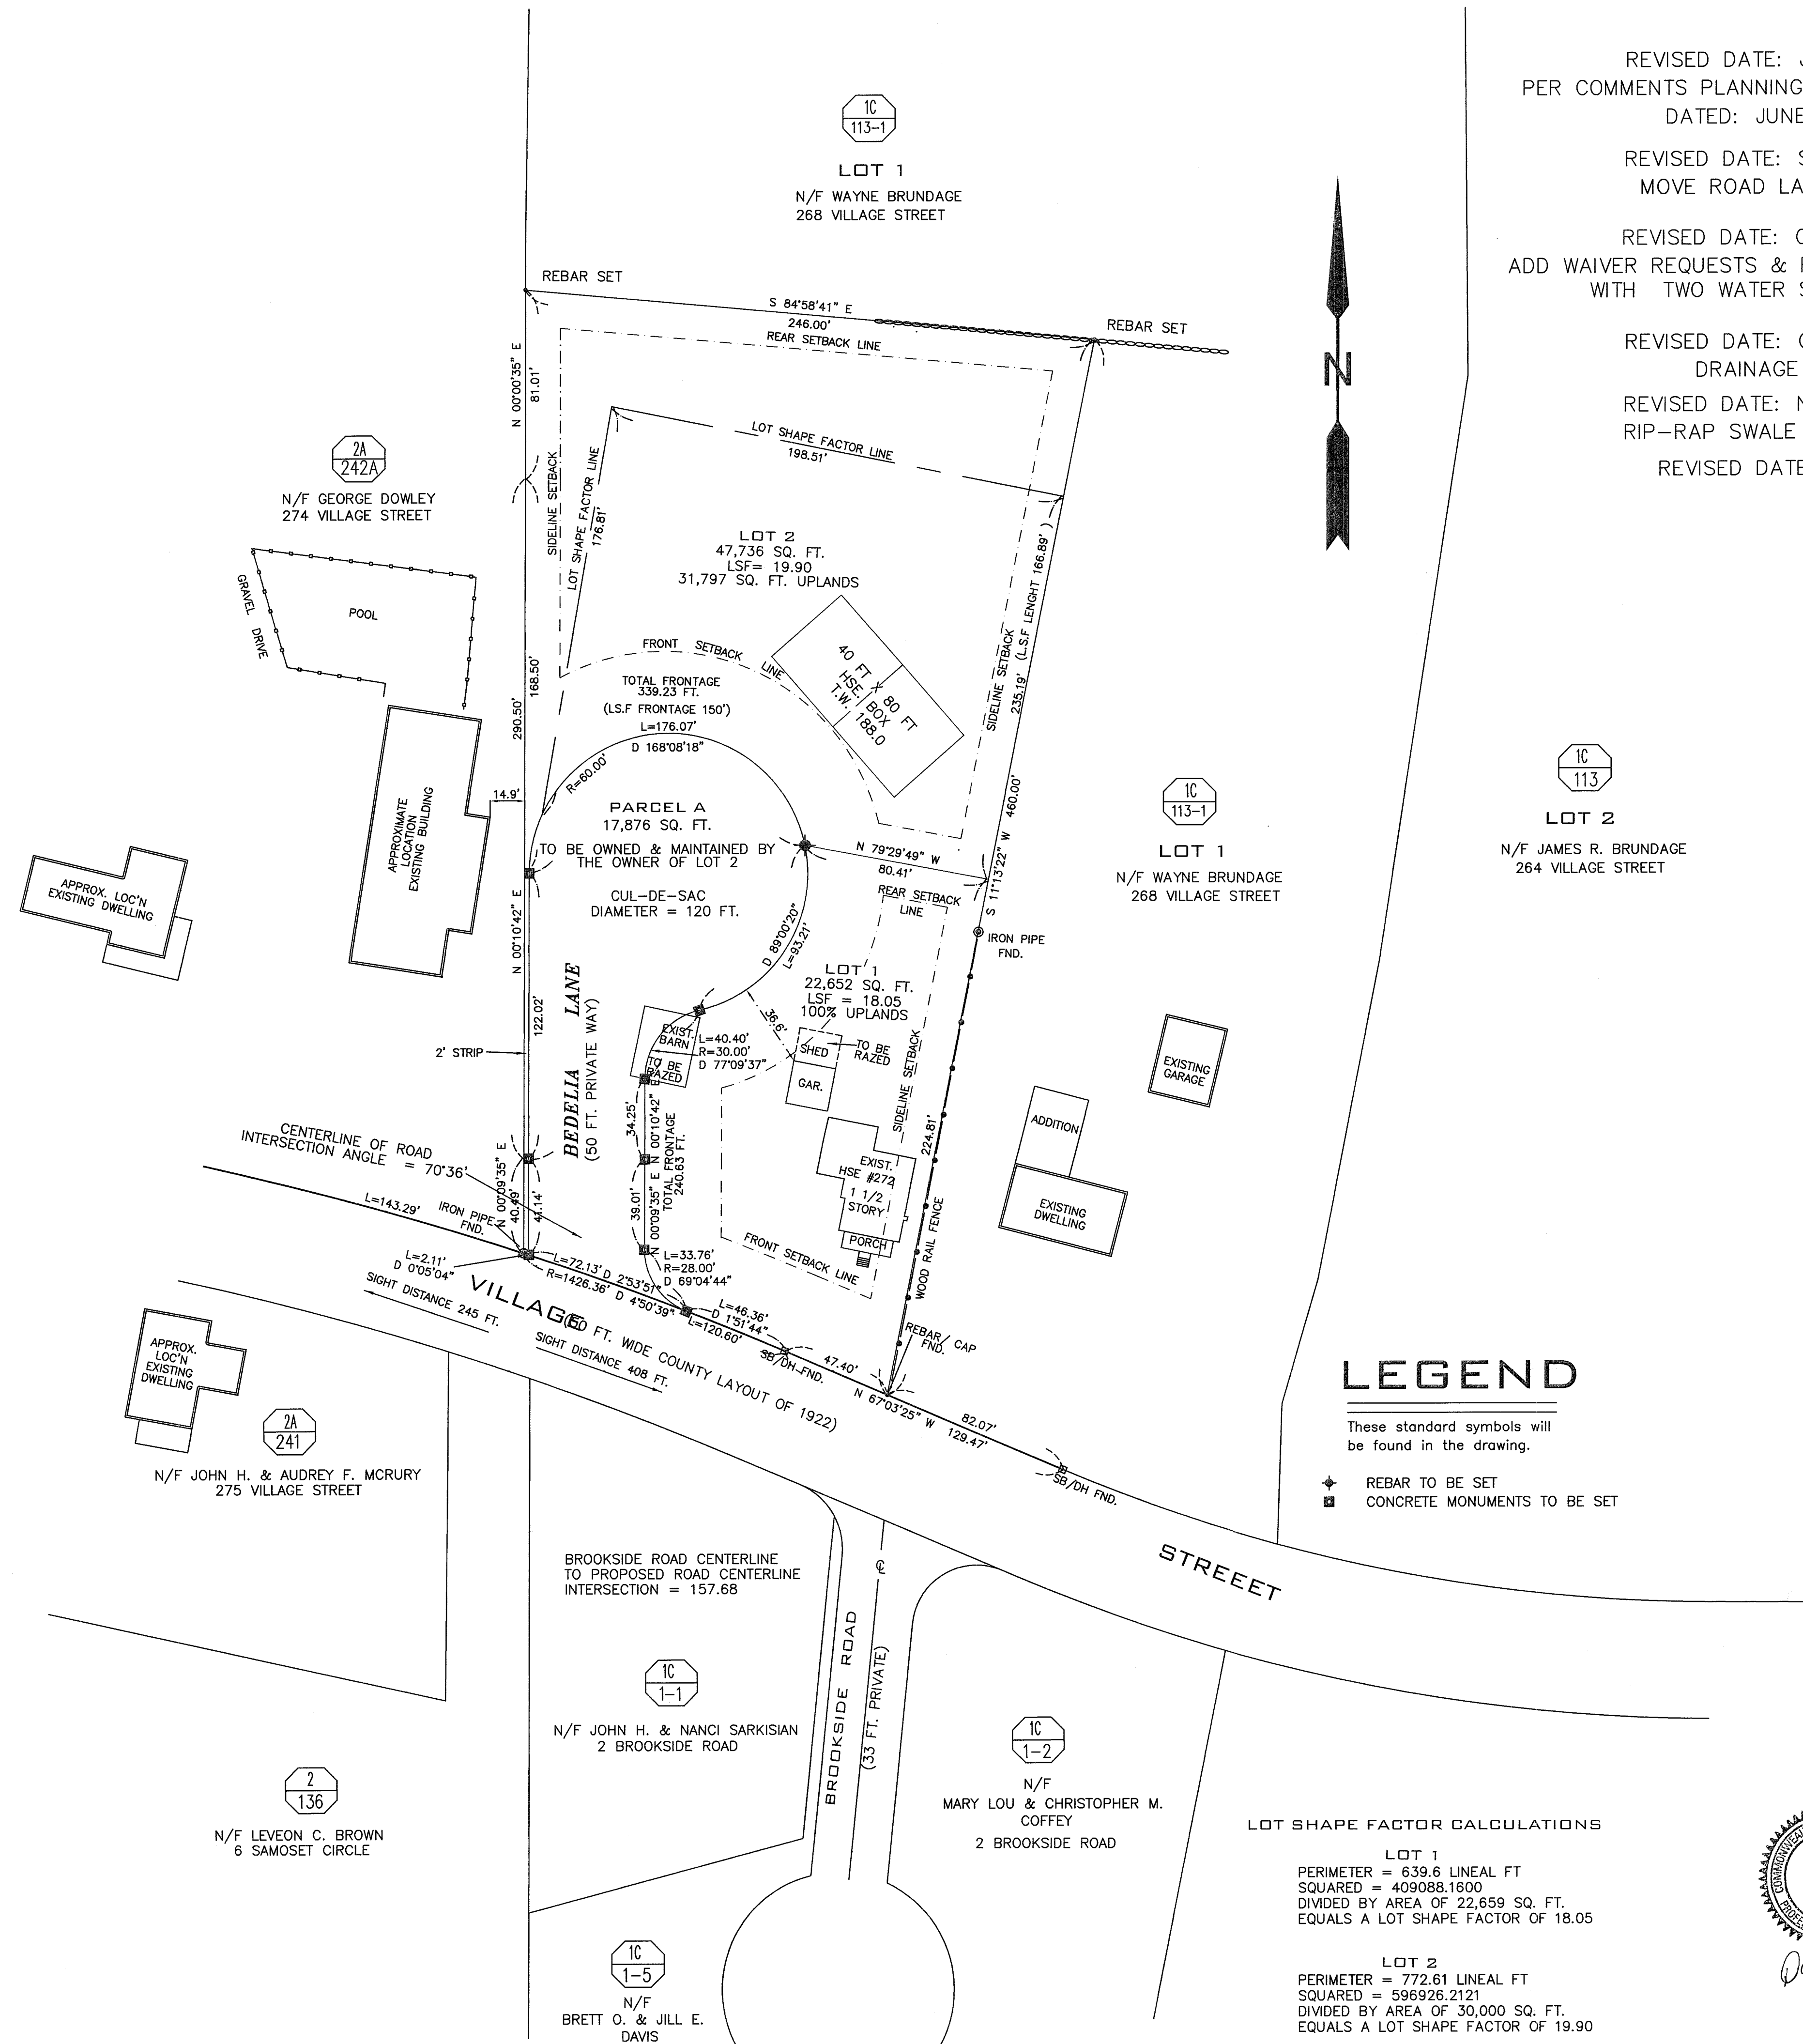 REVISED DATE:
PER COMMENTS PLANNING
DATED: JUNE
REVISED DATE:
MOVE ROAD
REVISED DATE:
ADD WAIVER REQUESTS &
WITH TWO WATER
REVISED DATE:
DRAINAGE
REVISED DATE:
RIP-RAP SWALE
REVISED DATE
1C
113-1
LOT 1
N/F WAYNE BRUNDAGE
268 VILLAGE STREET
REBAR SET
S 84°58'41" E
246.00'
REAR SETBACK LINE
REBAR SET
N
N 00°00'35" E
81.01'
LOT SHAPE FACTOR LINE
198.51'
SIDELINE SETBACK
LOT SHAPE FACTOR LINE
176.81'
2A
242A
N/F GEORGE DOWLEY
274 VILLAGE STREET
LOT 2
47,736 SQ. FT.
LSF= 19.90
31,797 SQ. FT. UPLANDS
GRAVEL DRIVE
POOL
FRONT SETBACK LINE
40 FT X 80 FT
HSE. BOX
T.W. 188.0
SIDELINE SETBACK
235.19' (L.S.F LENGHT 166.89' )
290.50'
168.50'
TOTAL FRONTAGE
339.23 FT.
(LS.F FRONTAGE 150')
L=176.07'
D 168°08'18"
R=60.00'
14.9'
APPROXIMATE
LOCATION
EXISTING BUILDING
PARCEL A
17,876 SQ. FT.
TO BE OWNED & MAINTAINED BY
THE OWNER OF LOT 2
CUL-DE-SAC
DIAMETER = 120 FT.
N 79°29'49" W
80.41'
S 11°13'22" W 460.00'
REAR SETBACK
LINE
IRON PIPE
FND.
1C
113-1
LOT 1
N/F WAYNE BRUNDAGE
268 VILLAGE STREET
1C
113
LOT 2
N/F JAMES R. BRUNDAGE
264 VILLAGE STREET
APPROX. LOC'N
EXISTING DWELLING
N 00°10'42" E
122.02'
D 89°00'20"
L=93.21'
LOT 1
22,652 SQ. FT.
LSF = 18.05
100% UPLANDS
36.6'
BEDELIA LANE
(50 FT. PRIVATE WAY)
2' STRIP
EXIST.
BARN
TO BE
RAZED
L=40.40'
R=30.00'
D 77°09'37"
SHED
TO BE
RAZED
GAR.
SIDELINE SETBACK
224.81'
EXISTING
GARAGE
ADDITION
EXISTING
DWELLING
34.25'
N 00°10'42" E
TOTAL FRONTAGE
240.63 FT.
39.01'
N 00°09'35" E
EXIST.
HSE #272
1 1/2
STORY
PORCH
WOOD RAIL FENCE
FRONT SETBACK LINE
CENTERLINE OF ROAD
INTERSECTION ANGLE = 70°36'
N 00°09'35" E
40.49'
41.14'
L=143.29'
IRON PIPE
FND.
L=2.11'
D 0°05'04"
L=72.13' D 2°53'51"
R=1426.36' D 4°50'39"
L=33.76'
R=28.00'
D 69°04'44"
L=46.36'
D 1°51'44"
L=120.60'
SB/DH FND.
47.40'
REBAR/ CAP
FND.
SIGHT DISTANCE 245 FT.
SIGHT DISTANCE 408 FT.
VILLAGE
(60 FT. WIDE COUNTY LAYOUT OF 1922)
N 67°03'25" W
82.07'
129.47'
SB/DH FND.
STREEET
APPROX.
LOC'N
EXISTING
DWELLING
2A
241
N/F JOHN H. & AUDREY F. MCRURY
275 VILLAGE STREET
LEGEND
These standard symbols will
be found in the drawing.
REBAR TO BE SET
CONCRETE MONUMENTS TO BE SET
BROOKSIDE ROAD CENTERLINE
TO PROPOSED ROAD CENTERLINE
INTERSECTION = 157.68
BROOKSIDE ROAD
(33 FT. PRIVATE)
1C
1-1
N/F JOHN H. & NANCI SARKISIAN
2 BROOKSIDE ROAD
1C
1-2
N/F
MARY LOU & CHRISTOPHER M.
COFFEY
2 BROOKSIDE ROAD
2
136
N/F LEVEON C. BROWN
6 SAMOSET CIRCLE
1C
1-5
N/F
BRETT O. & JILL E.
DAVIS
LOT SHAPE FACTOR CALCULATIONS
LOT 1
PERIMETER = 639.6 LINEAL FT
SQUARED = 409088.1600
DIVIDED BY AREA OF 22,659 SQ. FT.
EQUALS A LOT SHAPE FACTOR OF 18.05
LOT 2
PERIMETER = 772.61 LINEAL FT
SQUARED = 596926.2121
DIVIDED BY AREA OF 30,000 SQ. FT.
EQUALS A LOT SHAPE FACTOR OF 19.90